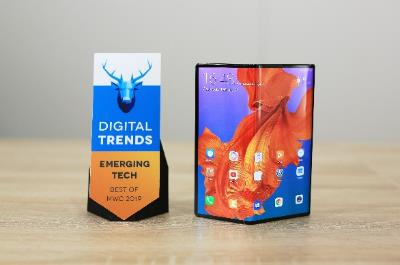 DIGITAL
TRENDS
EMERGING
TECH
BEST OF
MWC 2019